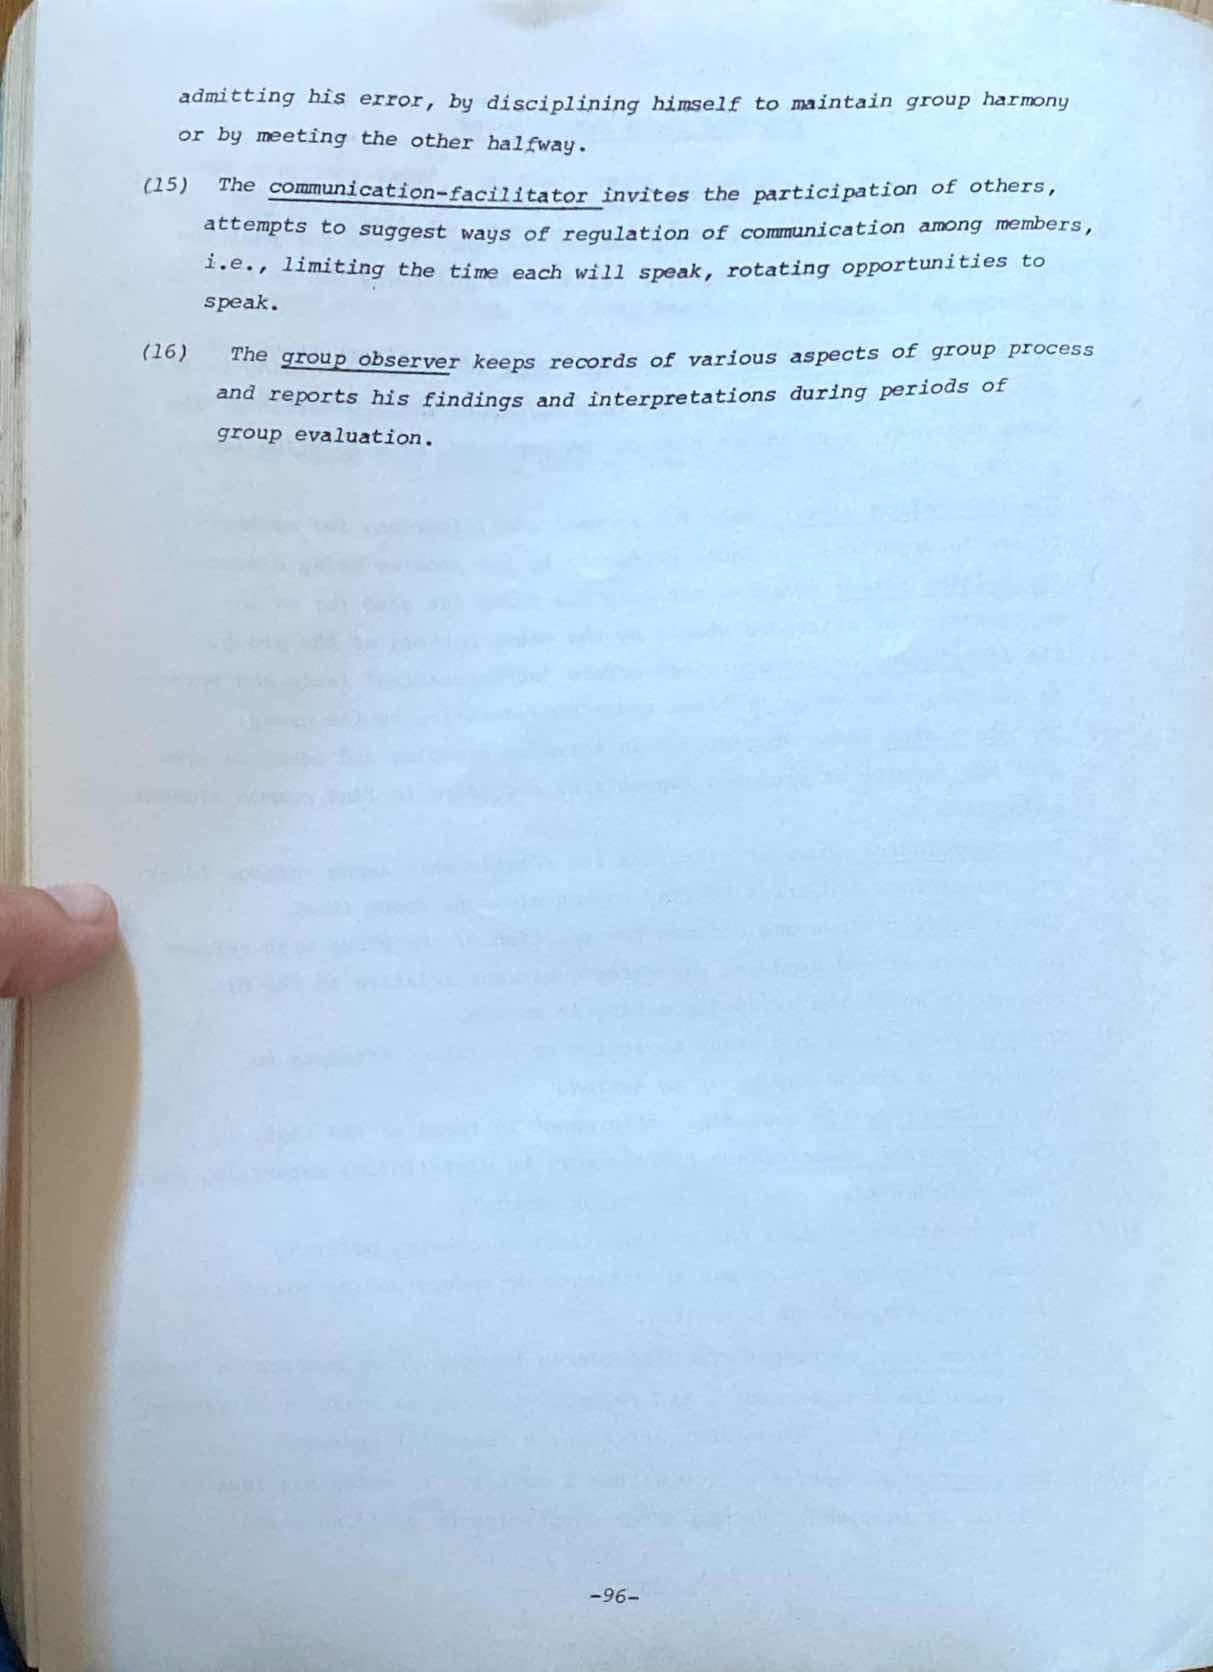 admitting his error, by disciplining himself to maintain group harmony
or by meeting the other halfway.
(15) The communication-facilitator invites the participation of others,
attempts to suggest ways of regulation of communication among members,
i.e., limiting the time each will speak, rotating opportunities to
speak.
(16) The group observer keeps records of various aspects of group process
and reports his findings and interpretations during periods of
group evaluation.
-96-